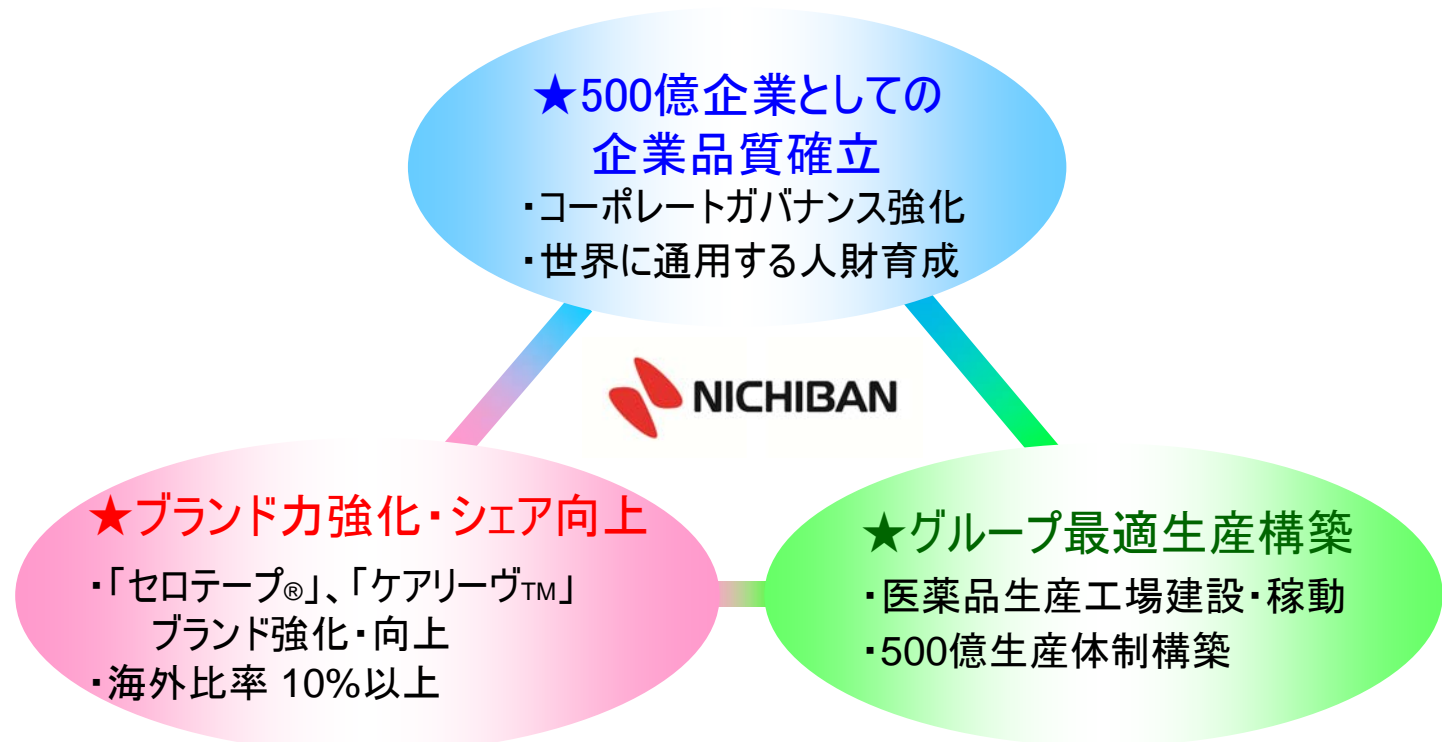 ★500億企業としての
企業品質確立
・コーポレートガバナンス強化
・世界に通用する人財育成
NICHIBAN
★ブランド力強化・シェア向上
・「セロテープ®」、「ケアリーヴTM」
ブランド強化・向上
・海外比率 10%以上
★グループ最適生産構築
・医薬品生産工場建設・稼動
・500億生産体制構築